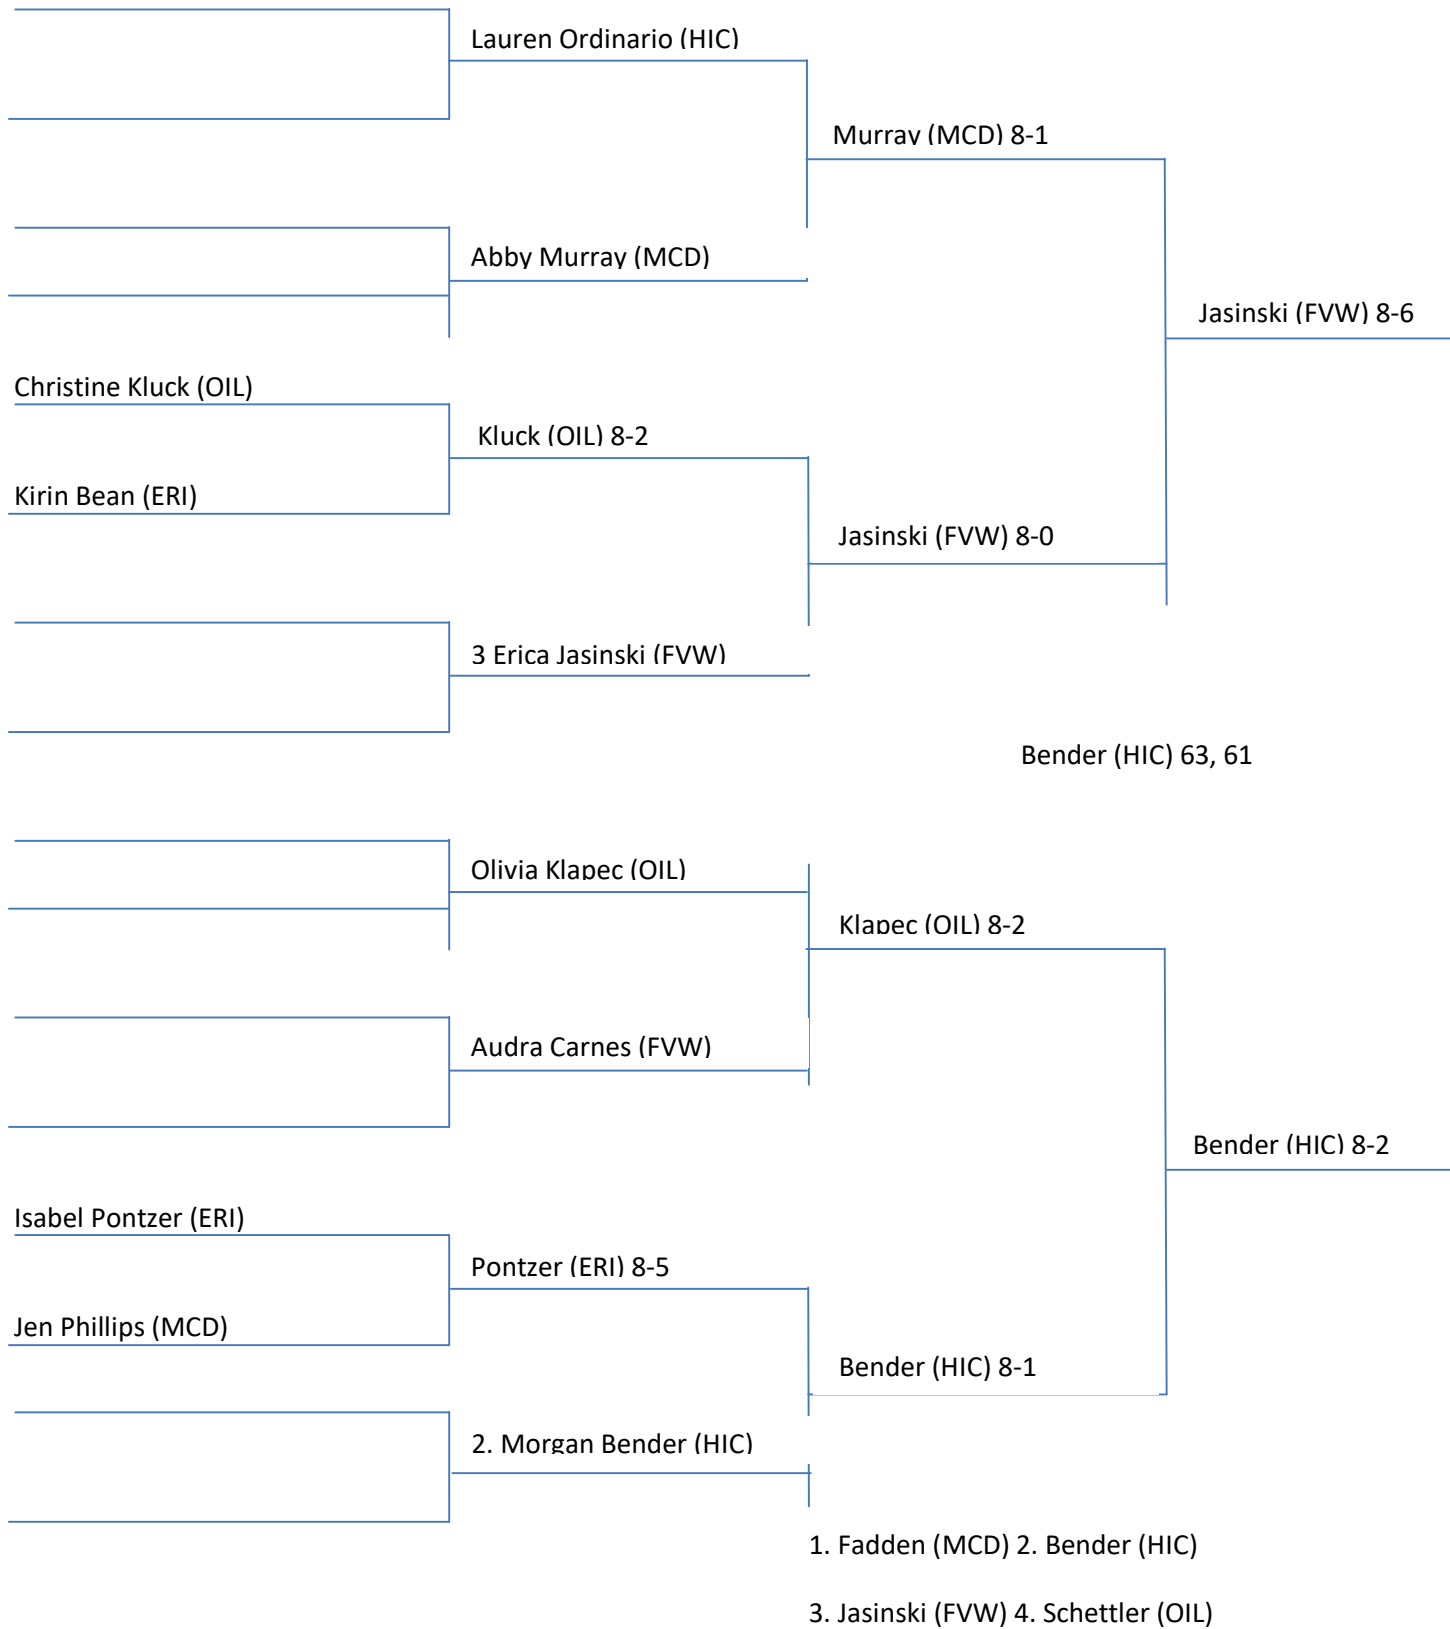 Lauren Ordinario (HIC)
Murray (MCD) 8-1
Abby Murray (MCD)
Jasinski (FVW) 8-6
Christine Kluck (OIL)
Kluck (OIL) 8-2
Kirin Bean (ERI)
Jasinski (FVW) 8-0
3 Erica Jasinski (FVW)
Bender (HIC) 63, 61
Olivia Klapec (OIL)
Klapec (OIL) 8-2
Audra Carnes (FVW)
Bender (HIC) 8-2
Isabel Pontzer (ERI)
Pontzer (ERI) 8-5
Jen Phillips (MCD)
Bender (HIC) 8-1
2. Morgan Bender (HIC)
1. Fadden (MCD) 2. Bender (HIC)
3. Jasinski (FVW) 4. Schettler (OIL)